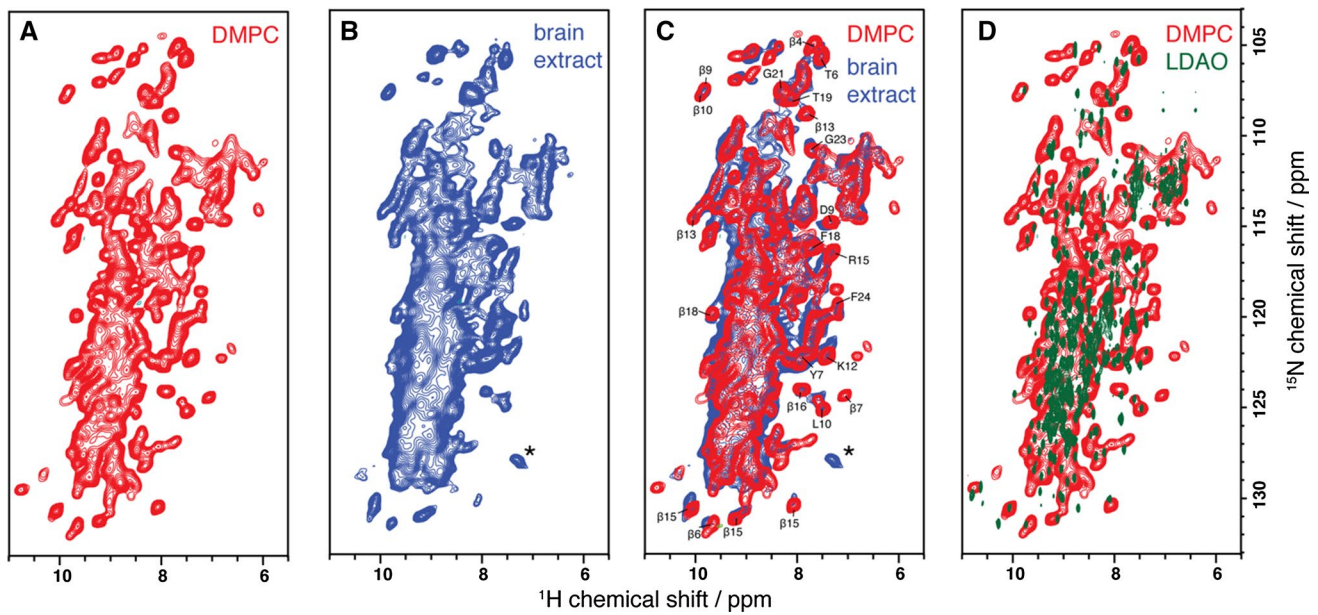 A
DMPC
B
brain
extract
C
DMPC
brain
extract
β4
T6
β9
G21
T19
β10
β13
G23
D9
β13
F18
R15
F24
β18
K12
Y7
β16
β7
L10
*
*
β15
β6
β15
β15
D
DMPC
LDAO
105
110
115
120
125
130
¹⁵N chemical shift / ppm
10 8 6
10 8 6
10 8 6
10 8 6
¹H chemical shift / ppm